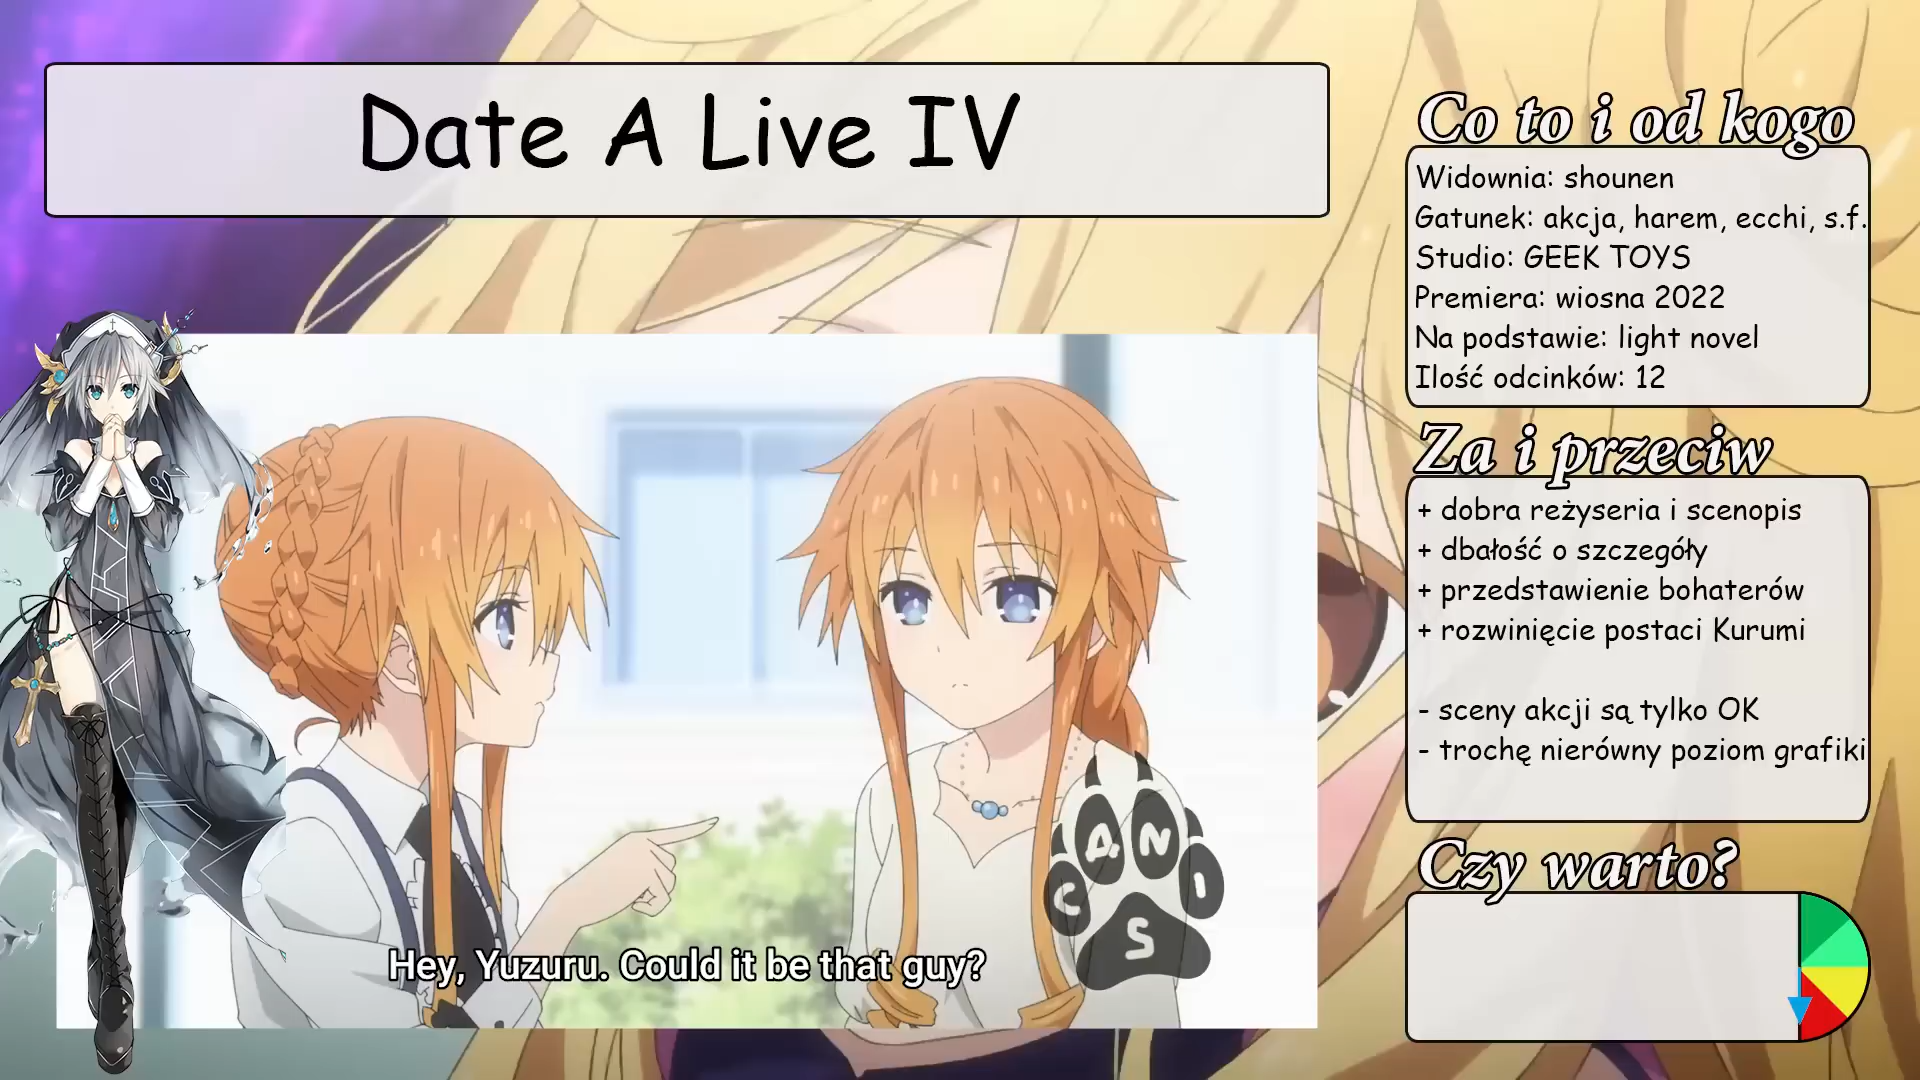 Date A Live IV
Co to i od kogo
Widownia: shounen
Gatunek: akcja, harem, ecchi, s.f.
Studio: GEEK TOYS
Premiera: wiosna 2022
Na podstawie: light novel
Ilość odcinków: 12
Za i przeciw
+ dobra reżyseria i scenopis
+ dbałość o szczegóły
+ przedstawienie bohaterów
+ rozwinięcie postaci Kurumi
- sceny akcji są tylko OK
- trochę nierówny poziom grafiki
Czy warto?
Hey, Yuzuru. Could it be that guy?
CANIS